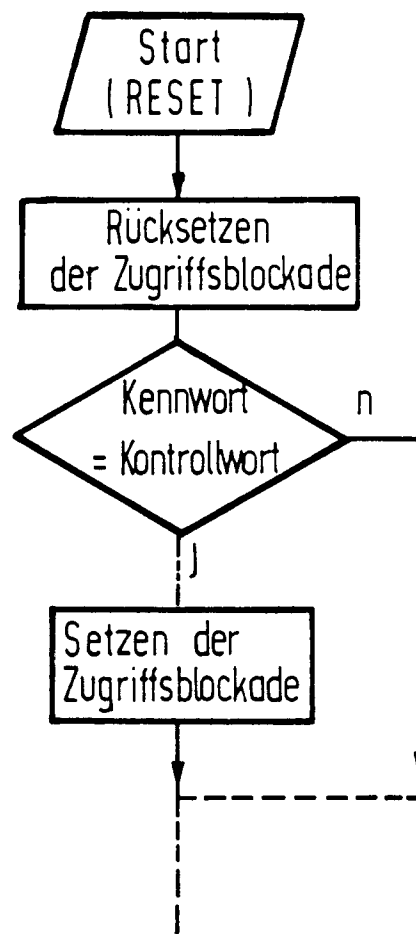 Start
( RESET )
Rücksetzen
der Zugriffsblockade
Kennwort
= Kontrollwort
n
j
Setzen der
Zugriffsblockade